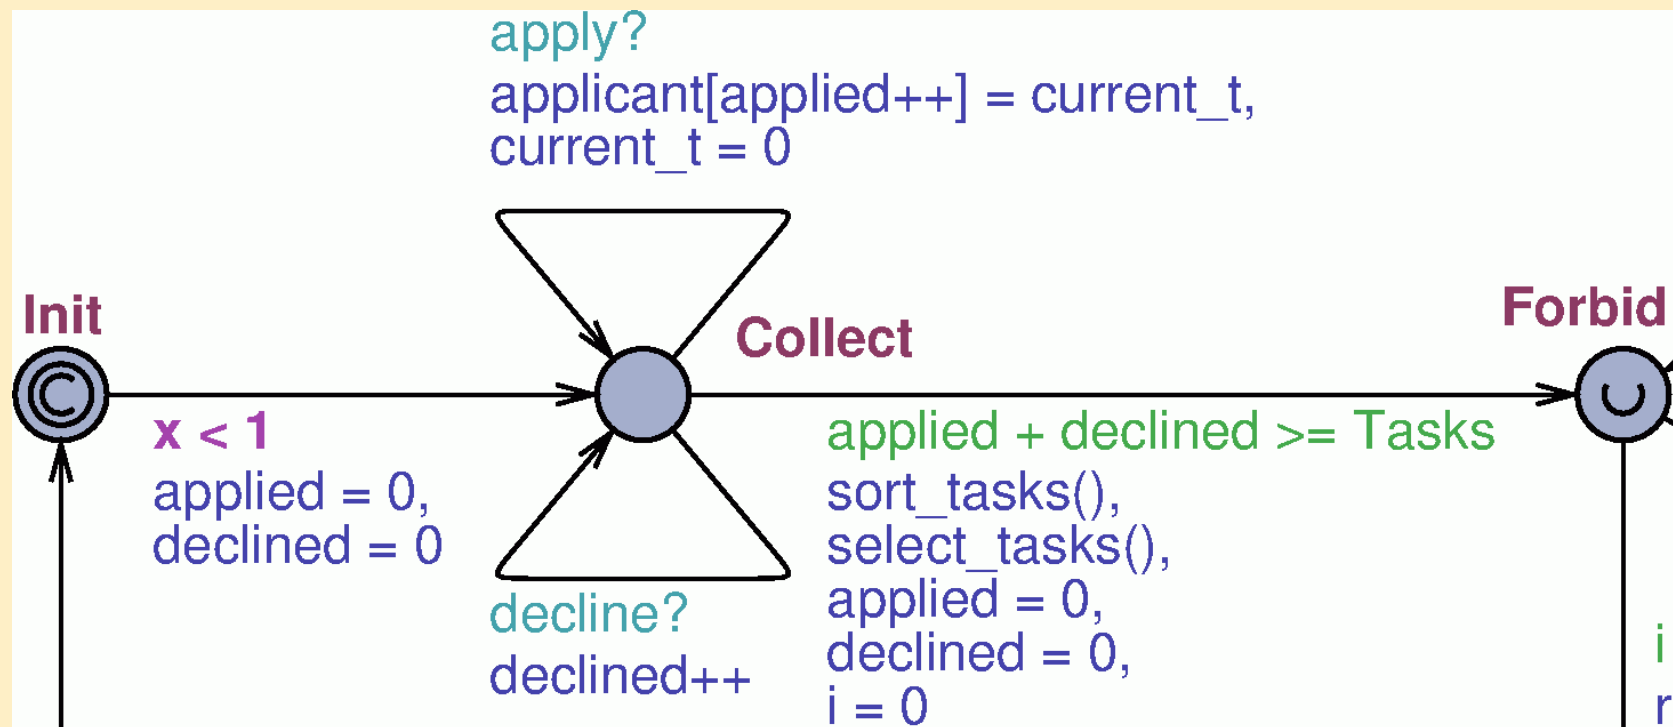 apply?
applicant[applied++] = current_t,
current_t = 0
Init
Collect
Forbid
x < 1
applied = 0,
declined = 0
applied + declined >= Tasks
sort_tasks(),
select_tasks(),
applied = 0,
declined = 0,
i = 0
decline?
declined++
i
r